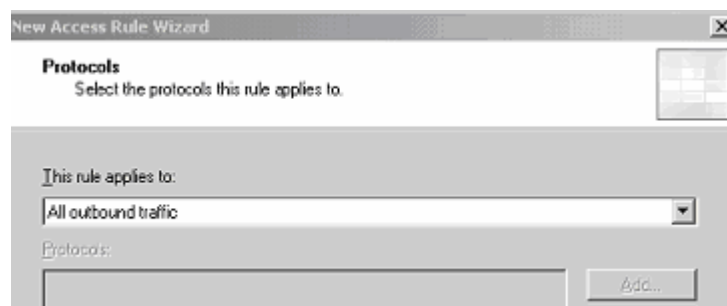 New Access Rule Wizard
Protocols
Select the protocols this rule applies to.
This rule applies to:
All outbound traffic
Protocols:
Add...